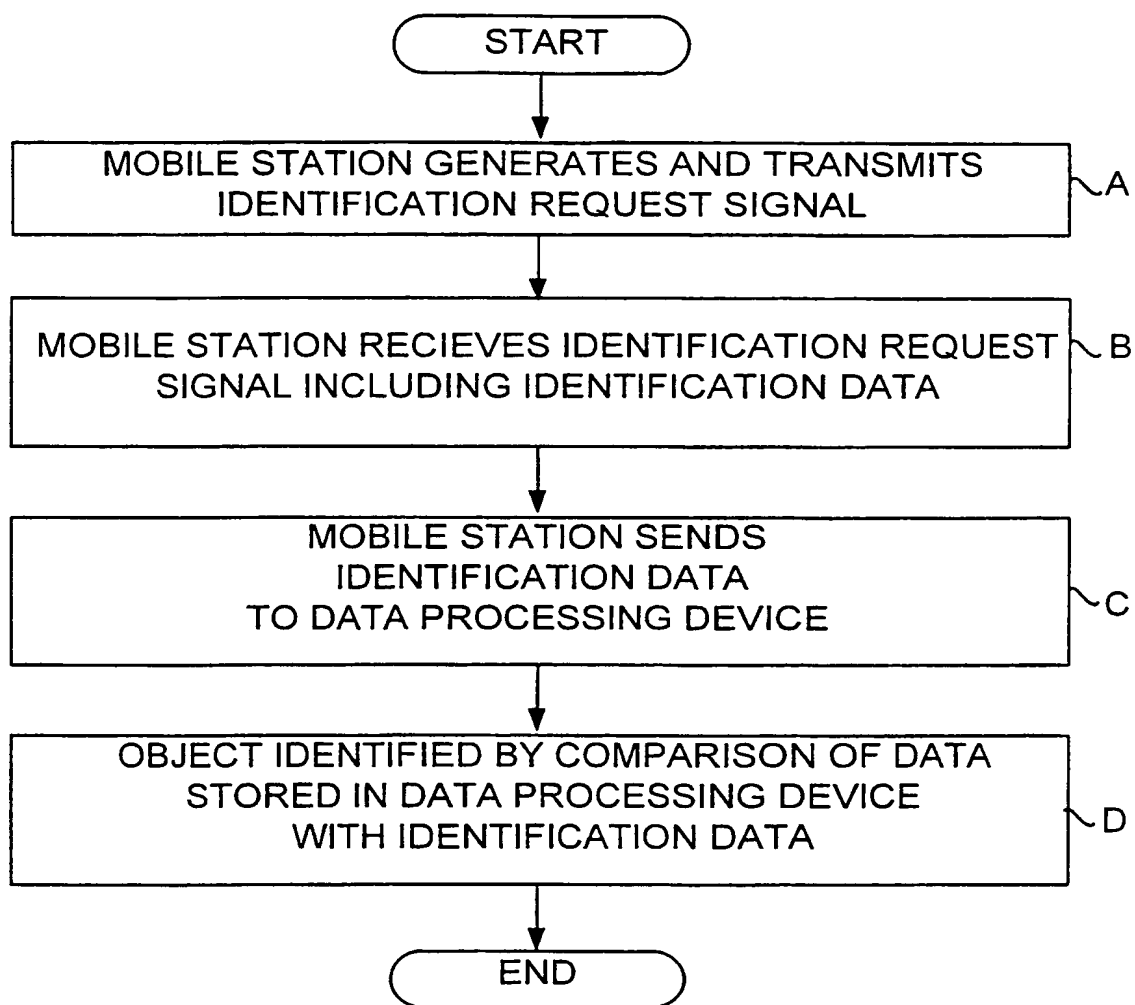 START
MOBILE STATION GENERATES AND TRANSMITS
IDENTIFICATION REQUEST SIGNAL
A
MOBILE STATION RECIEVES IDENTIFICATION REQUEST
SIGNAL INCLUDING IDENTIFICATION DATA
B
MOBILE STATION SENDS
IDENTIFICATION DATA
TO DATA PROCESSING DEVICE
C
OBJECT IDENTIFIED BY COMPARISON OF DATA
STORED IN DATA PROCESSING DEVICE
WITH IDENTIFICATION DATA
D
END